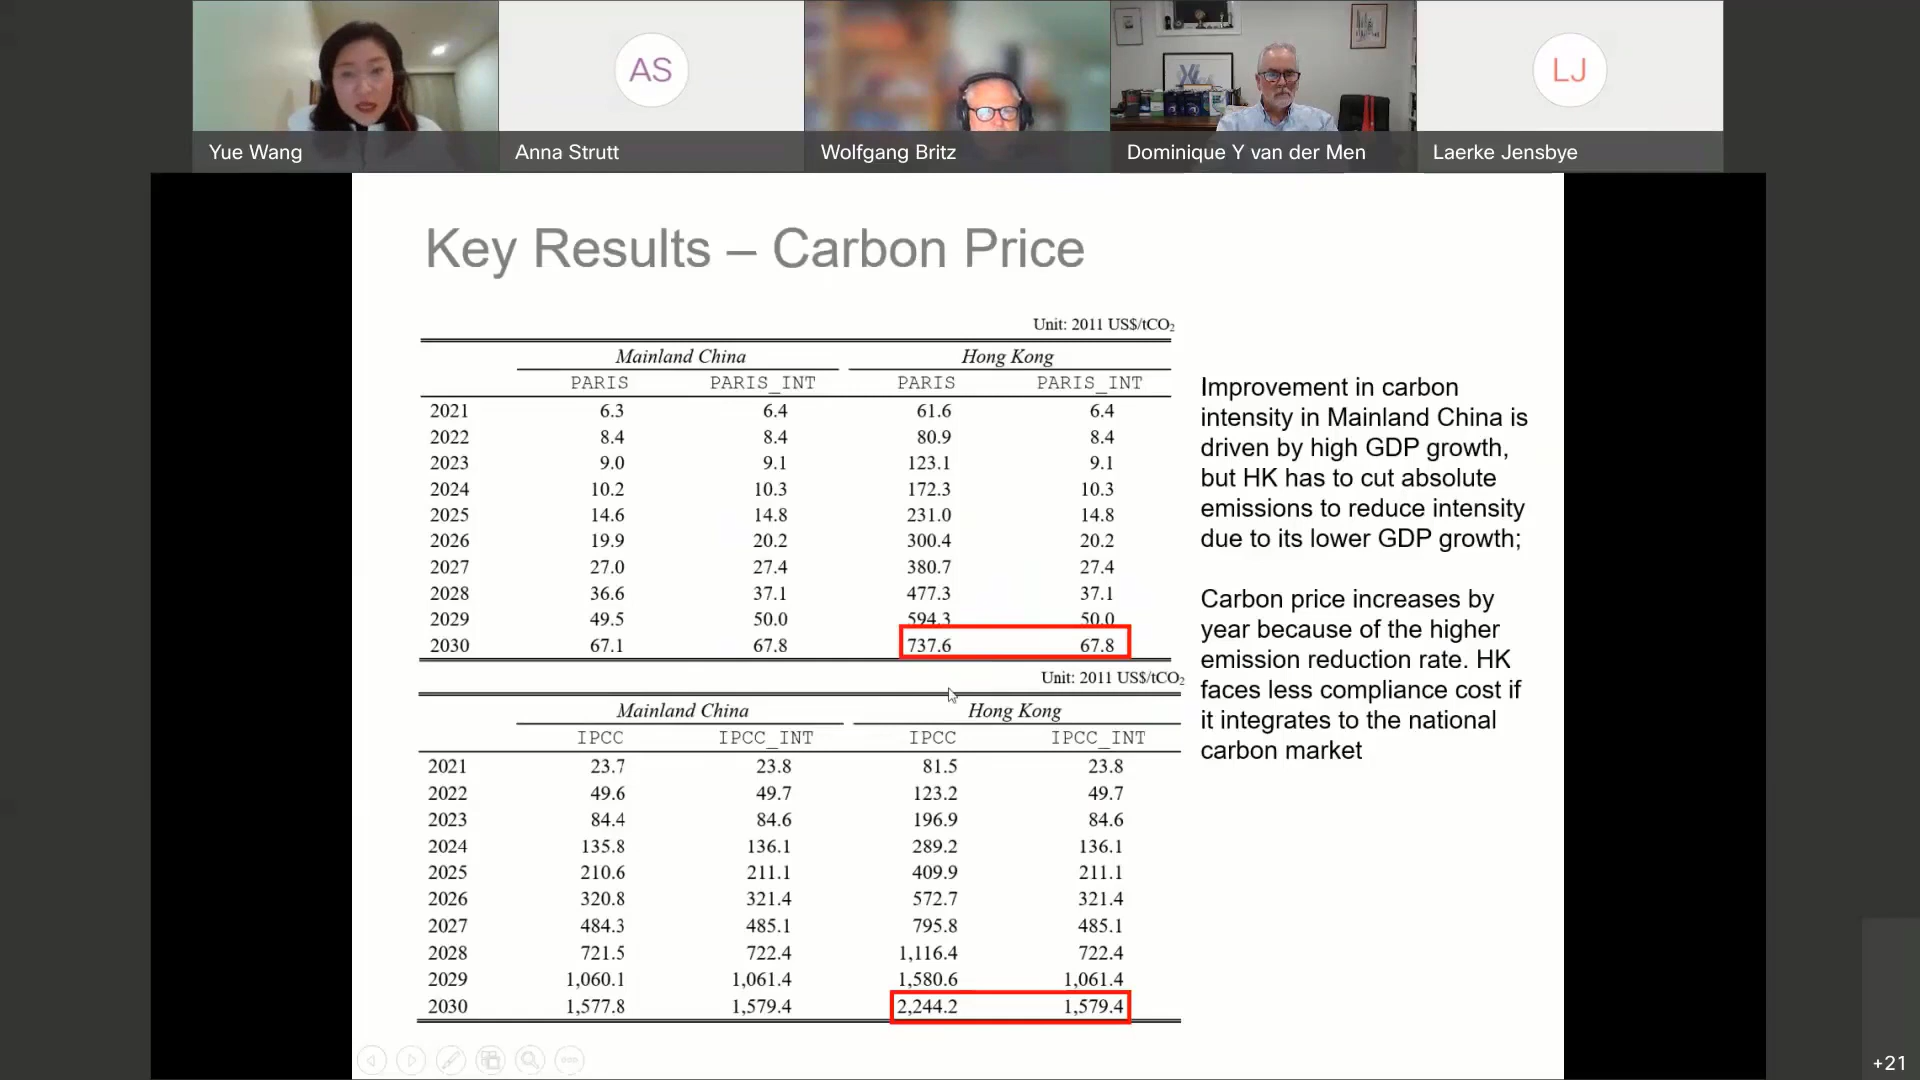 AS
LJ
Yue Wang
Anna Strutt
Wolfgang Britz
Dominique Y van der Men
Laerke Jensbye
Key Results – Carbon Price
Unit: 2011 US$/tCO₂
Mainland China Hong Kong
PARIS PARIS_INT PARIS PARIS_INT
2021 6.3 6.4 61.6 6.4
2022 8.4 8.4 80.9 8.4
2023 9.0 9.1 123.1 9.1
2024 10.2 10.3 172.3 10.3
2025 14.6 14.8 231.0 14.8
2026 19.9 20.2 300.4 20.2
2027 27.0 27.4 380.7 27.4
2028 36.6 37.1 477.3 37.1
2029 49.5 50.0 594.3 50.0
2030 67.1 67.8 737.6 67.8
Unit: 2011 US$/tCO₂
Mainland China Hong Kong
IPCC IPCC_INT IPCC IPCC_INT
2021 23.7 23.8 81.5 23.8
2022 49.6 49.7 123.2 49.7
2023 84.4 84.6 196.9 84.6
2024 135.8 136.1 289.2 136.1
2025 210.6 211.1 409.9 211.1
2026 320.8 321.4 572.7 321.4
2027 484.3 485.1 795.8 485.1
2028 721.5 722.4 1,116.4 722.4
2029 1,060.1 1,061.4 1,580.6 1,061.4
2030 1,577.8 1,579.4 2,244.2 1,579.4
Improvement in carbon
intensity in Mainland China is
driven by high GDP growth,
but HK has to cut absolute
emissions to reduce intensity
due to its lower GDP growth;
Carbon price increases by
year because of the higher
emission reduction rate. HK
faces less compliance cost if
it integrates to the national
carbon market
+21